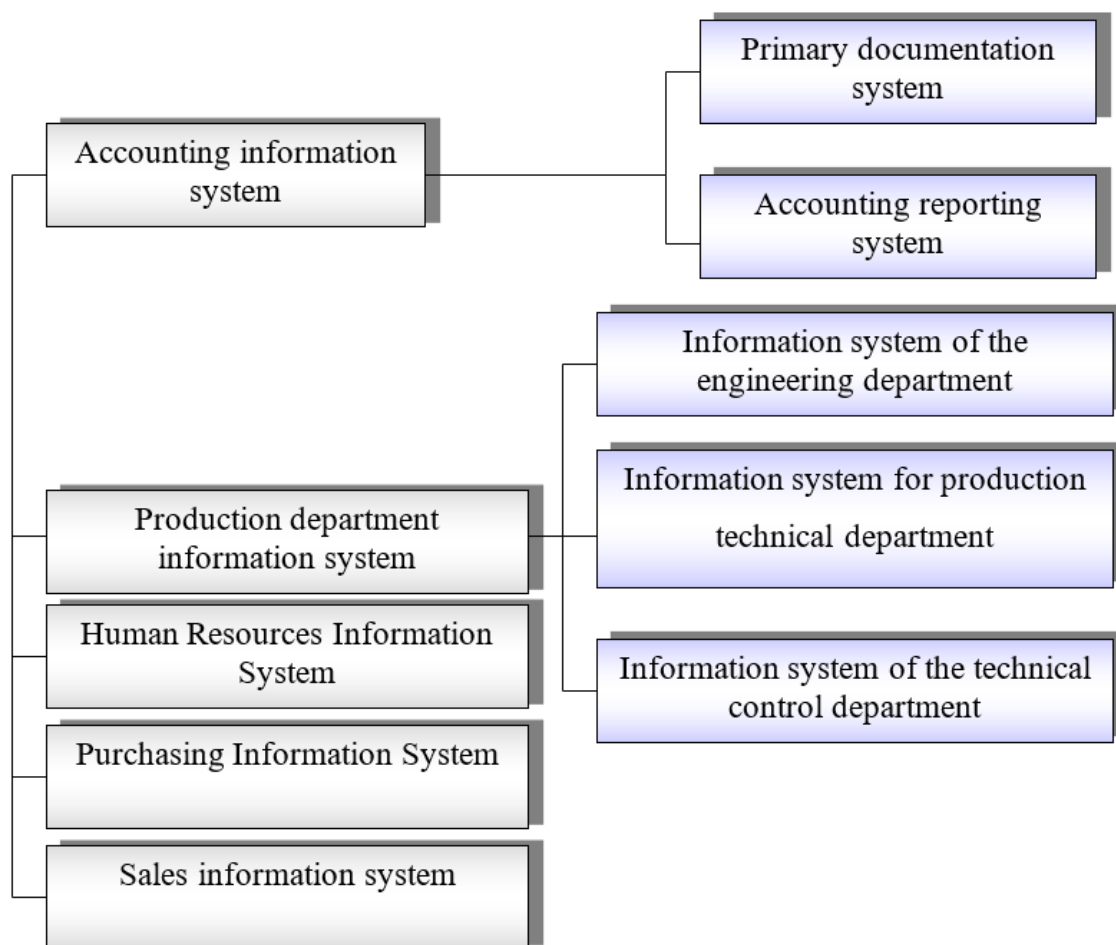 Primary documentation
system
Accounting information
system
Accounting reporting
system
Information system of the
engineering department
Information system for production
technical department
Production department
information system
Human Resources Information
System
Information system of the technical
control department
Purchasing Information System
Sales information system